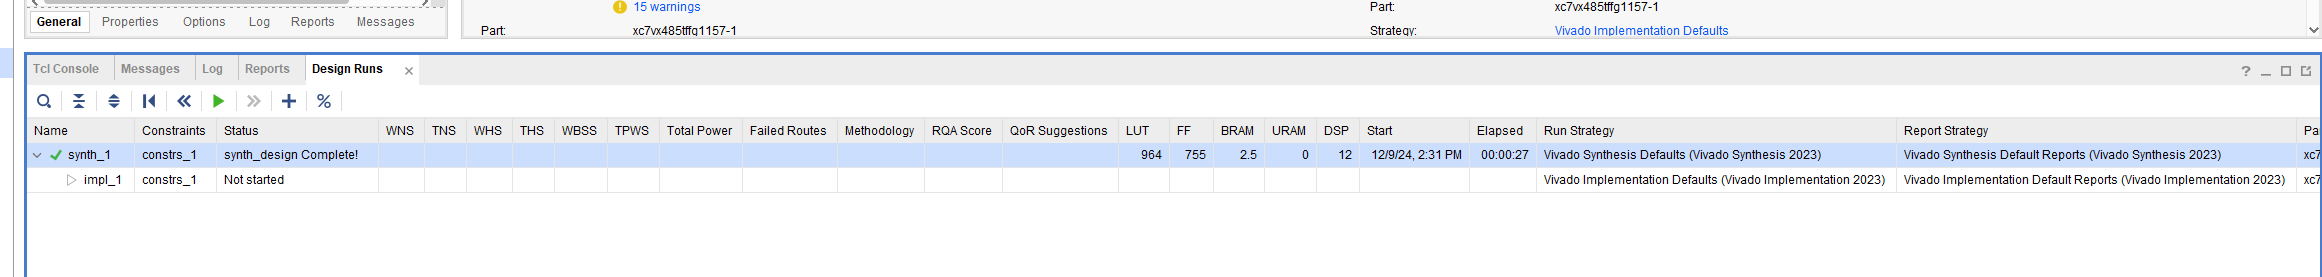 15 warnings Part: xc7vx485tffg1157-1
General Properties Options Log Reports Messages
Part: xc7vx485tffg1157-1 Strategy: Vivado Implementation Defaults
Tcl Console Messages Log Reports Design Runs
Name Constraints Status WNS TNS WHS THS WBSS TPWS Total Power Failed Routes Methodology RQA Score QoR Suggestions LUT FF BRAM URAM DSP Start Elapsed Run Strategy Report Strategy Pa
synth_1 constrs_1 synth_design Complete! 964 755 2.5 0 12 12/9/24, 2:31 PM 00:00:27 Vivado Synthesis Defaults (Vivado Synthesis 2023) Vivado Synthesis Default Reports (Vivado Synthesis 2023) xc7
impl_1 constrs_1 Not started Vivado Implementation Defaults (Vivado Implementation 2023) Vivado Implementation Default Reports (Vivado Implementation 2023) xc7